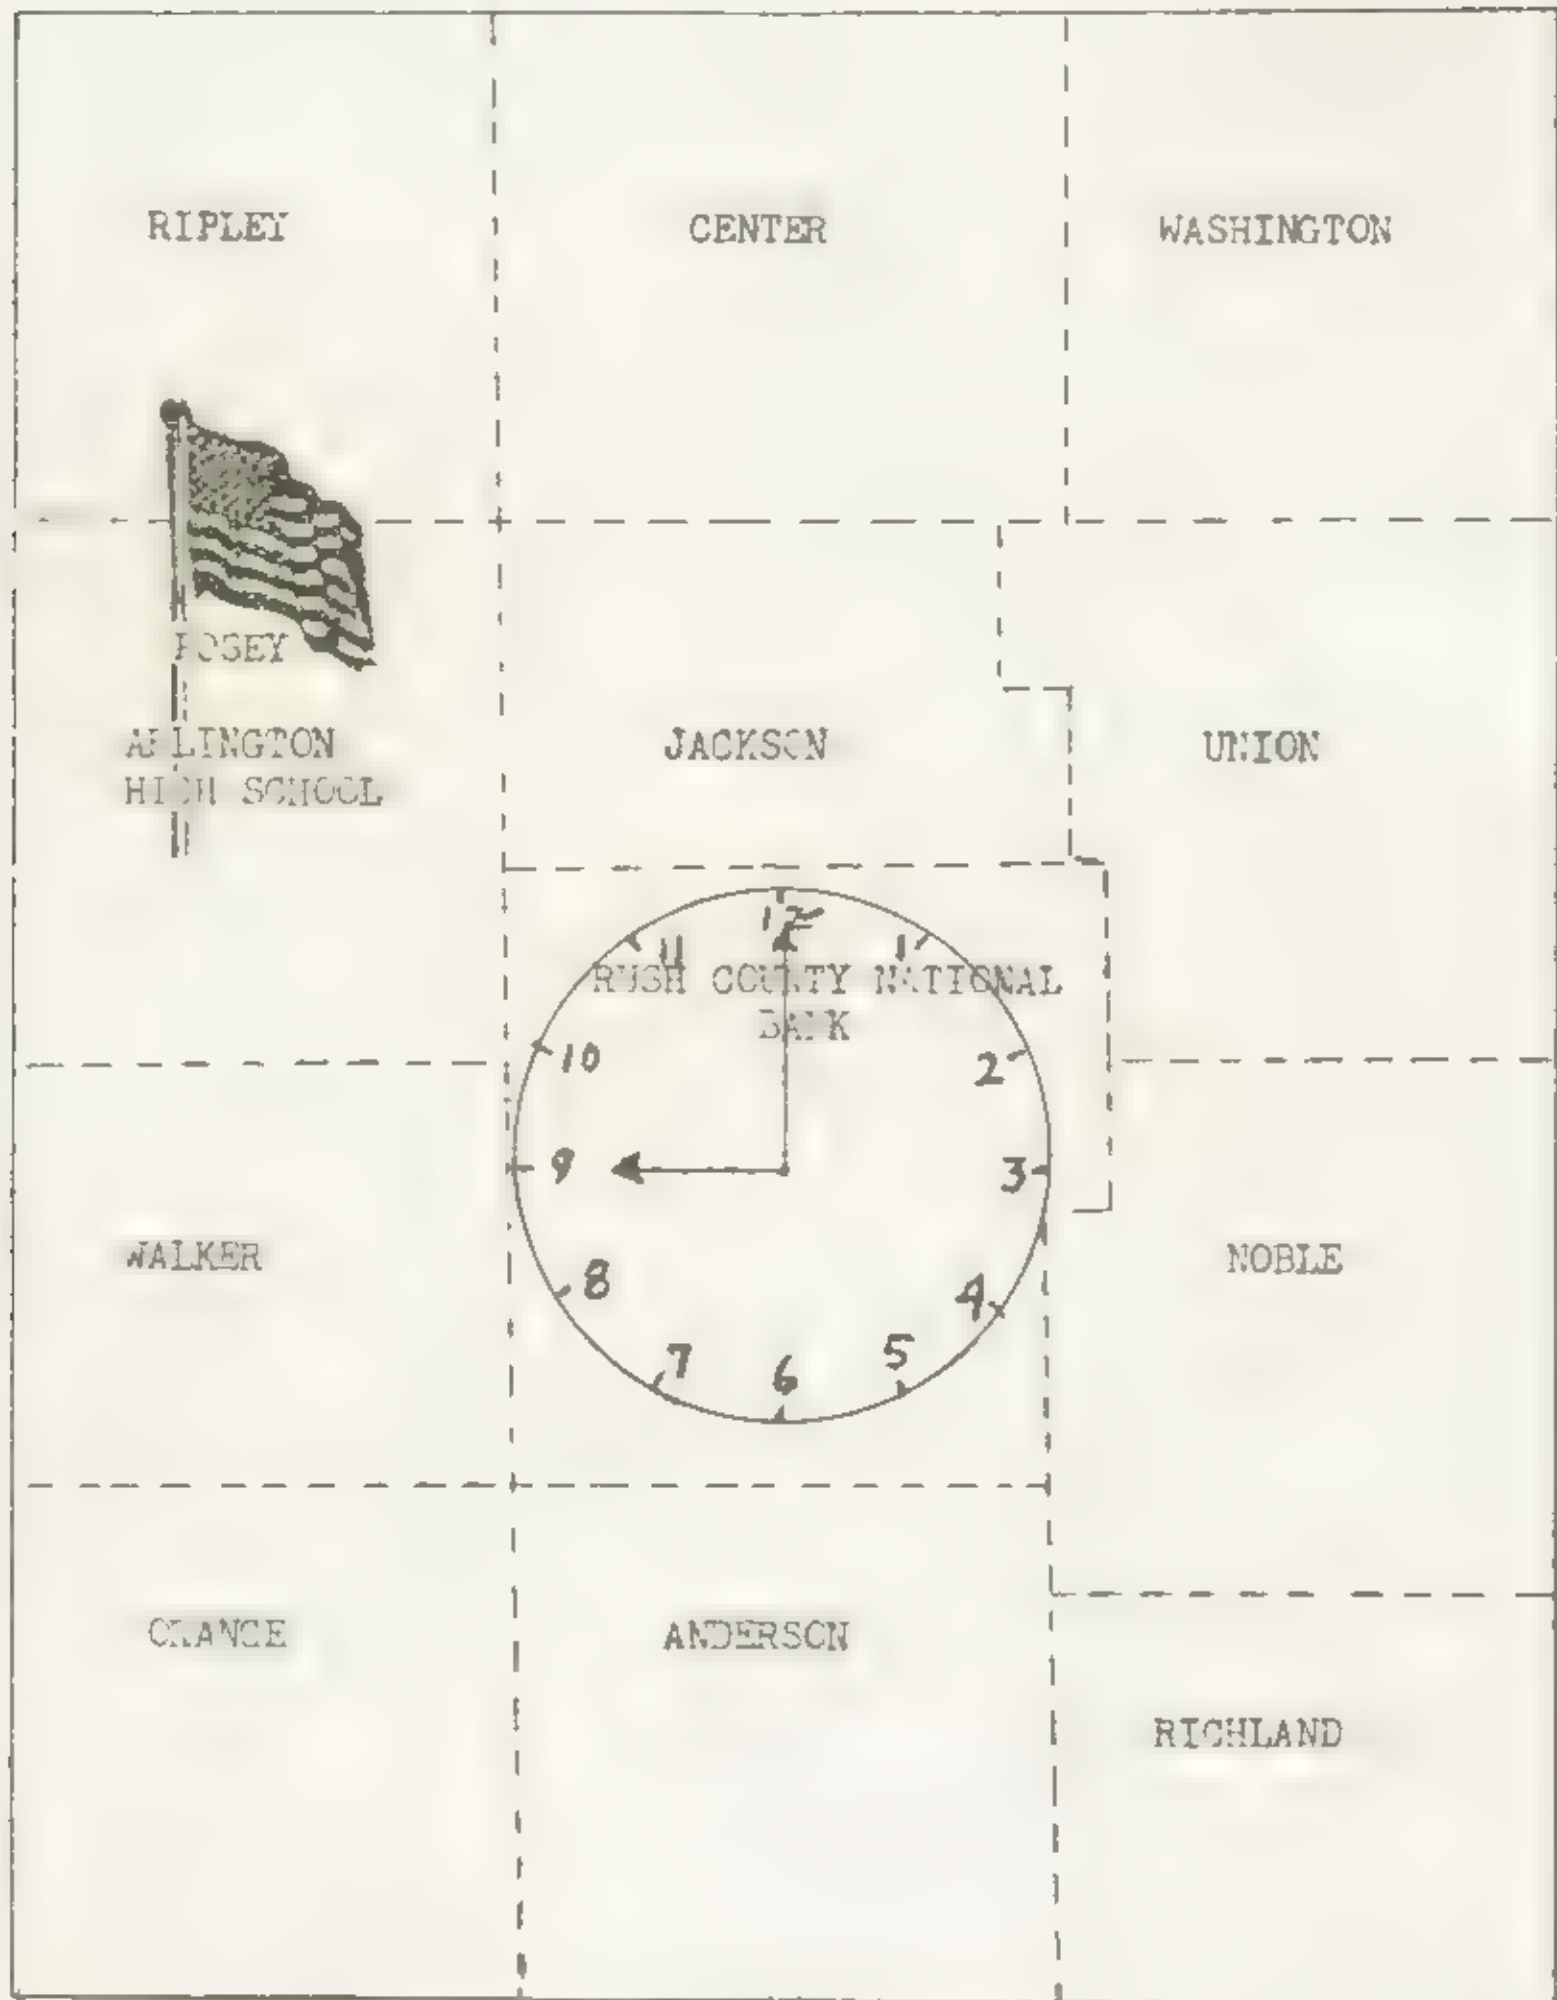 RIPLEY
CENTER
WASHINGTON
POSEY
ARLINGTON
HIGH SCHOOL
JACKSON
UNION
12
11
1
RUSH COUNTY NATIONAL
BANK
10
2
9
3
WALKER
NOBLE
8
4
7
6
5
ORANGE
ANDERSON
RICHLAND